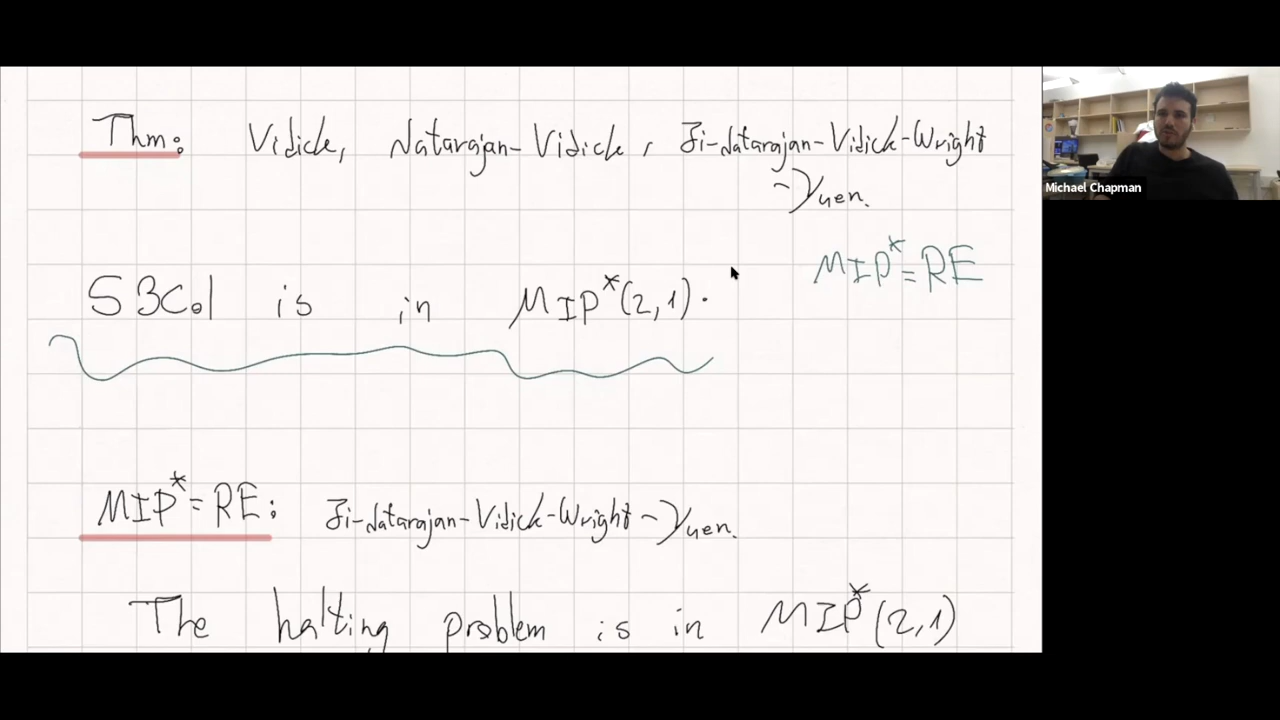 Thm: Vidick, Natarajan-Vidick, Ji-Natarajan-Vidick-Wright
-Yuen.
MIP*=RE
S3Col is in MIP*(2,1).
MIP*=RE: Ji-Natarajan-Vidick-Wright-Yuen.
The halting problem is in MIP*(2,1)
Michael Chapman